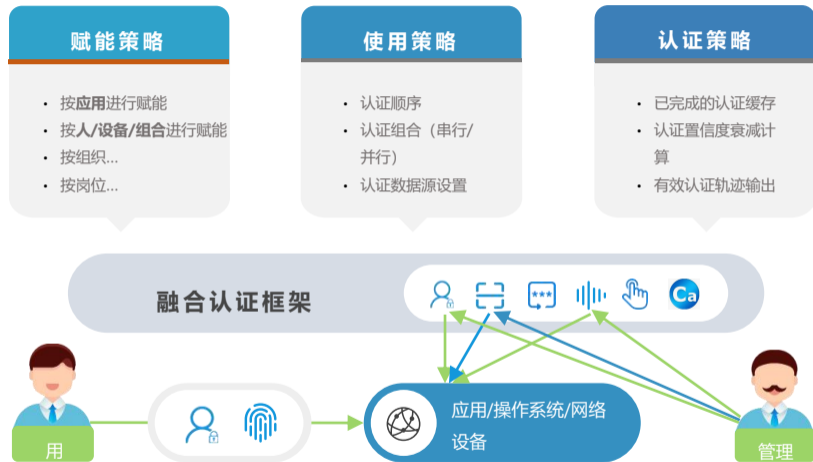 赋能策略
按应用进行赋能
按人/设备/组合进行赋能
按组织...
按岗位...
使用策略
认证顺序
认证组合（串行/
并行）
认证数据源设置
认证策略
已完成的认证缓存
认证置信度衰减计
算
有效认证轨迹输出
融合认证框架
***
Ca
用
应用/操作系统/网络
设备
管理